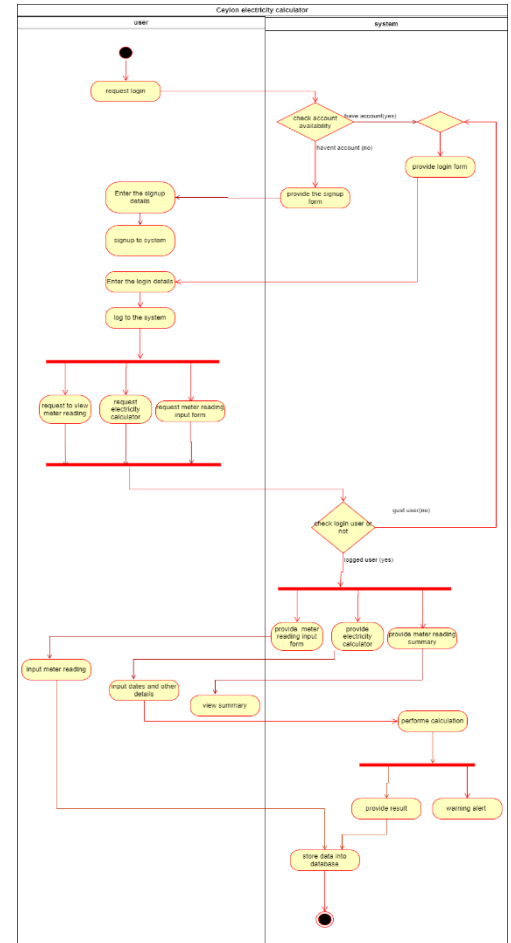 Ceylon electricity calculator
user
system
request login
check account
availability
have account(yes)
havent account (no)
provide login form
Enter the signup
details
provide the signup
form
signup to system
Enter the login details
log to the system
request to view
meter reading
request
electricity
calculator
request meter reading
input form
check login user or
not
gust user(no)
logged user (yes)
provide meter
reading input
form
provide
electricity
calculator
provide meter reading
summary
input meter reading
input dates and other
details
view summary
performe calculation
provide result
warning alert
store data into
database